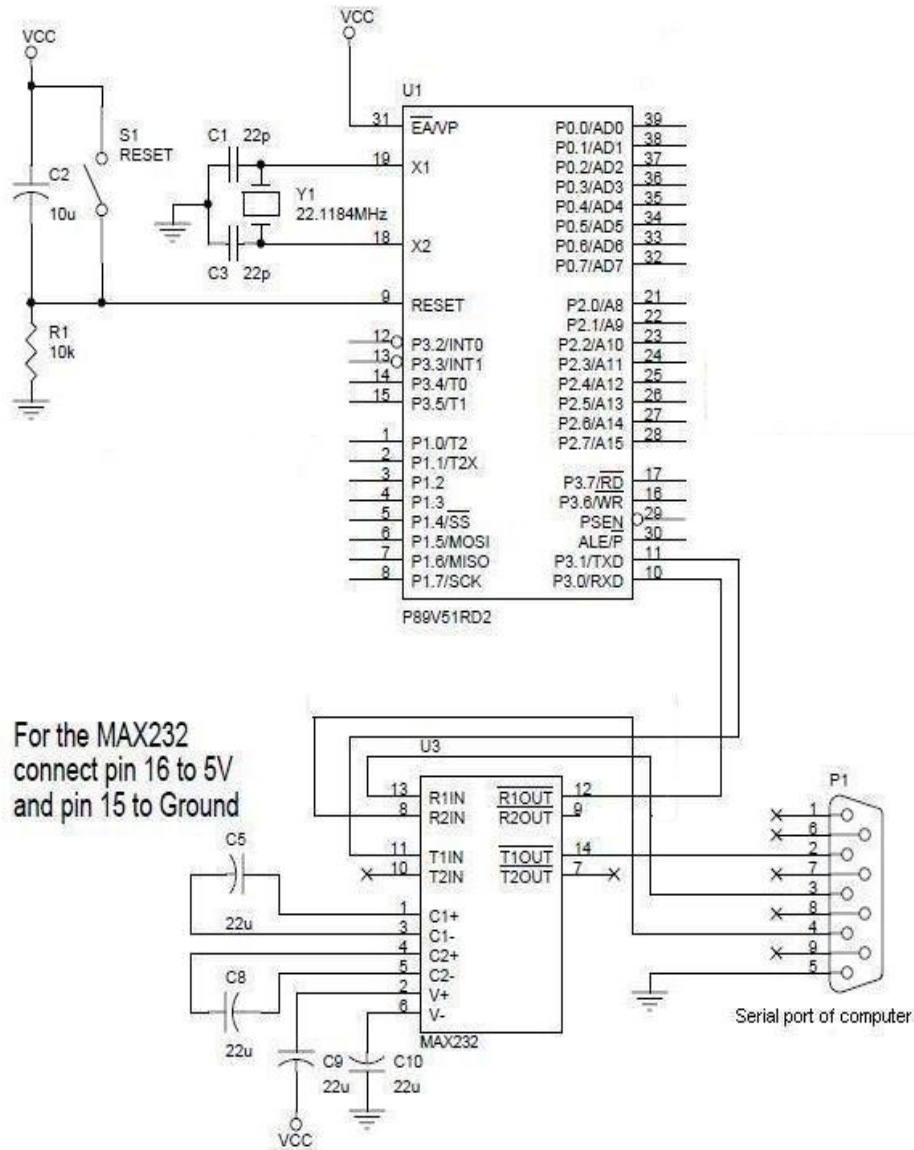 VCC
VCC
U1
S1
RESET
C2
10u
R1
10k
C1 22p
Y1
22.1184MHz
C3 22p
31 EA/VP
19 X1
18 X2
9 RESET
12 P3.2/INT0
13 P3.3/INT1
14 P3.4/T0
15 P3.5/T1
1 P1.0/T2
2 P1.1/T2X
3 P1.2
4 P1.3
5 P1.4/SS
6 P1.5/MOSI
7 P1.6/MISO
8 P1.7/SCK
P0.0/AD0 39
P0.1/AD1 38
P0.2/AD2 37
P0.3/AD3 36
P0.4/AD4 35
P0.5/AD5 34
P0.6/AD6 33
P0.7/AD7 32
P2.0/A8 21
P2.1/A9 22
P2.2/A10 23
P2.3/A11 24
P2.4/A12 25
P2.5/A13 26
P2.6/A14 27
P2.7/A15 28
P3.7/RD 17
P3.6/WR 16
PSEN 29
ALE/P 30
P3.1/TXD 11
P3.0/RXD 10
P89V51RD2
For the MAX232
connect pin 16 to 5V
and pin 15 to Ground
U3
13 R1IN R1OUT 12
8 R2IN R2OUT 9
11 T1IN T1OUT 14
10 T2IN T2OUT 7
1 C1+
3 C1-
4 C2+
5 C2-
2 V+
6 V-
MAX232
C5
22u
C8
22u
C9
22u
C10
22u
VCC
P1
1
6
2
7
3
8
4
9
5
Serial port of computer